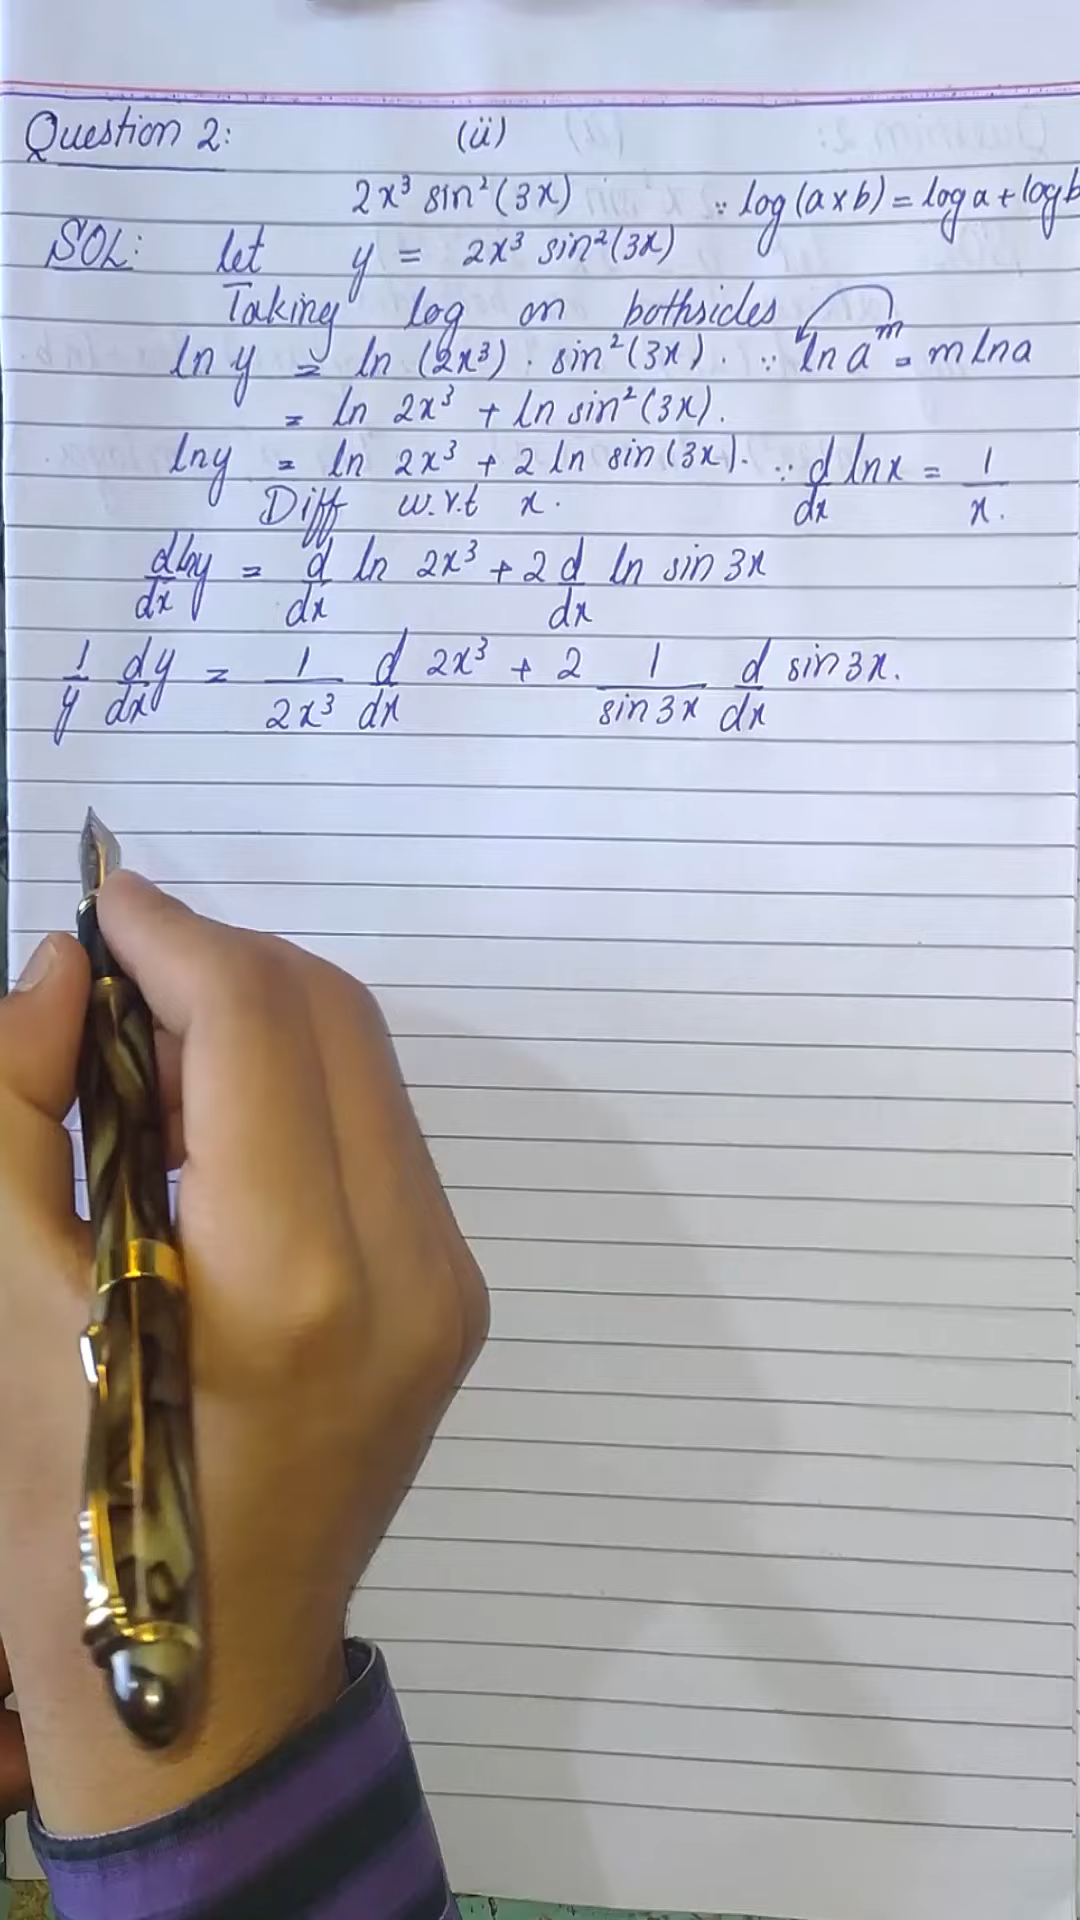 Question 2: (ii)
2x³ sin²(3x) ∵ log(a×b) = log a + log b
SOL: let y = 2x³ sin²(3x)
Taking log on bothsides
ln y = ln (2x³) . sin²(3x) . ∵ ln aᵐ = m ln a
= ln 2x³ + ln sin²(3x).
ln y = ln 2x³ + 2 ln sin(3x). ∵ d/dx ln x = 1/x.
Diff w.r.t x.
d ln y/dx = d/dx ln 2x³ + 2 d/dx ln sin 3x
1/y dy/dx = 1/2x³ d/dx 2x³ + 2 1/sin 3x d/dx sin 3x.